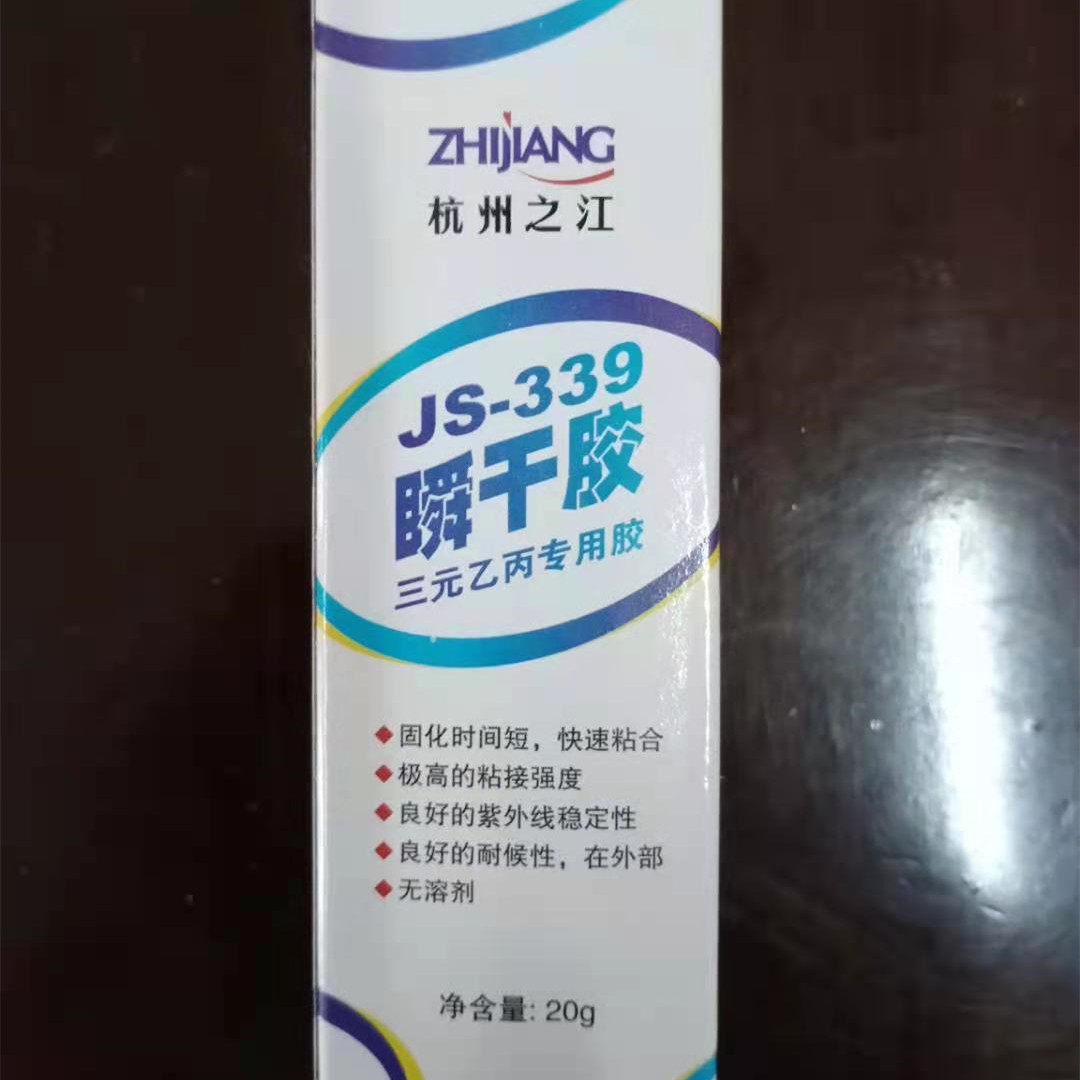 ZHIJIANG
杭州之江
JS-339
瞬干胶
三元乙丙专用胶
◆固化时间短，快速粘合
◆极高的粘接强度
◆良好的紫外线稳定性
◆良好的耐候性，在外部
◆无溶剂
净含量: 20g